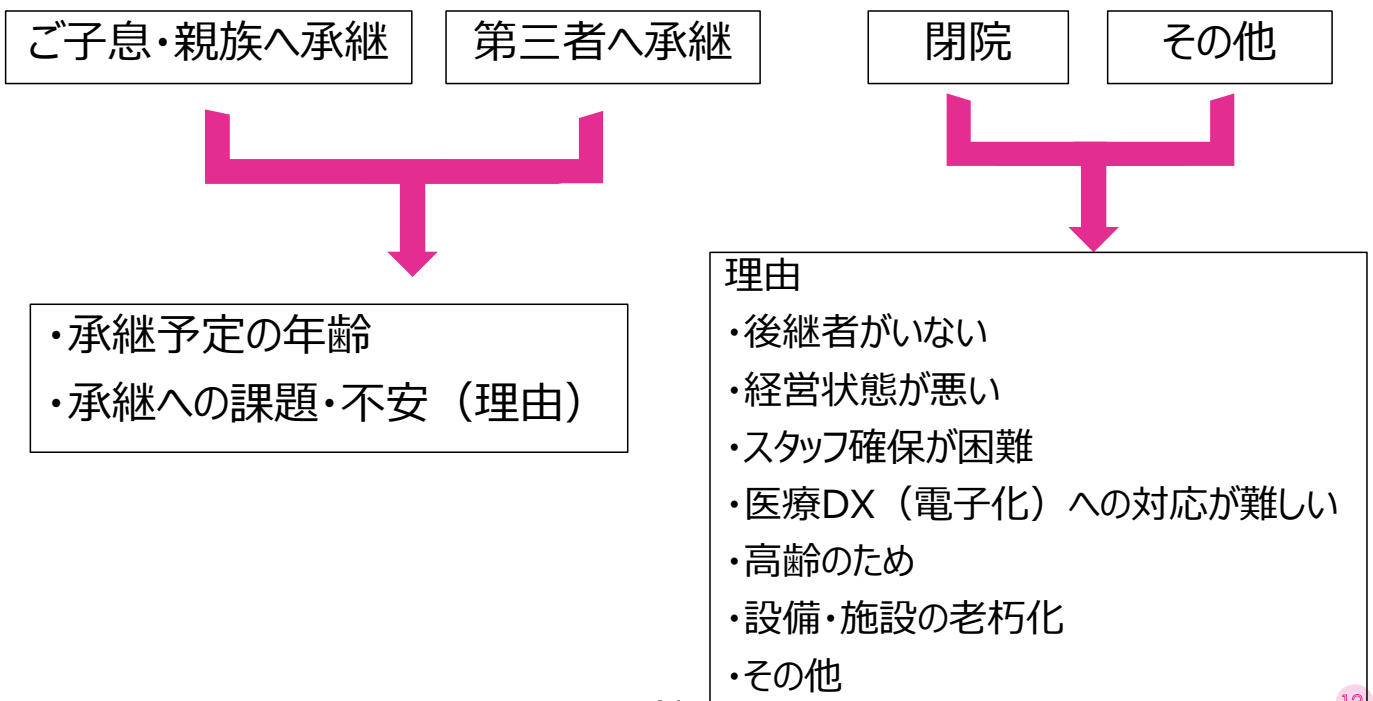 ご子息・親族へ承継
第三者へ承継
閉院
その他
・承継予定の年齢
・承継への課題・不安（理由）
理由
・後継者がいない
・経営状態が悪い
・スタッフ確保が困難
・医療DX（電子化）への対応が難しい
・高齢のため
・設備・施設の老朽化
・その他